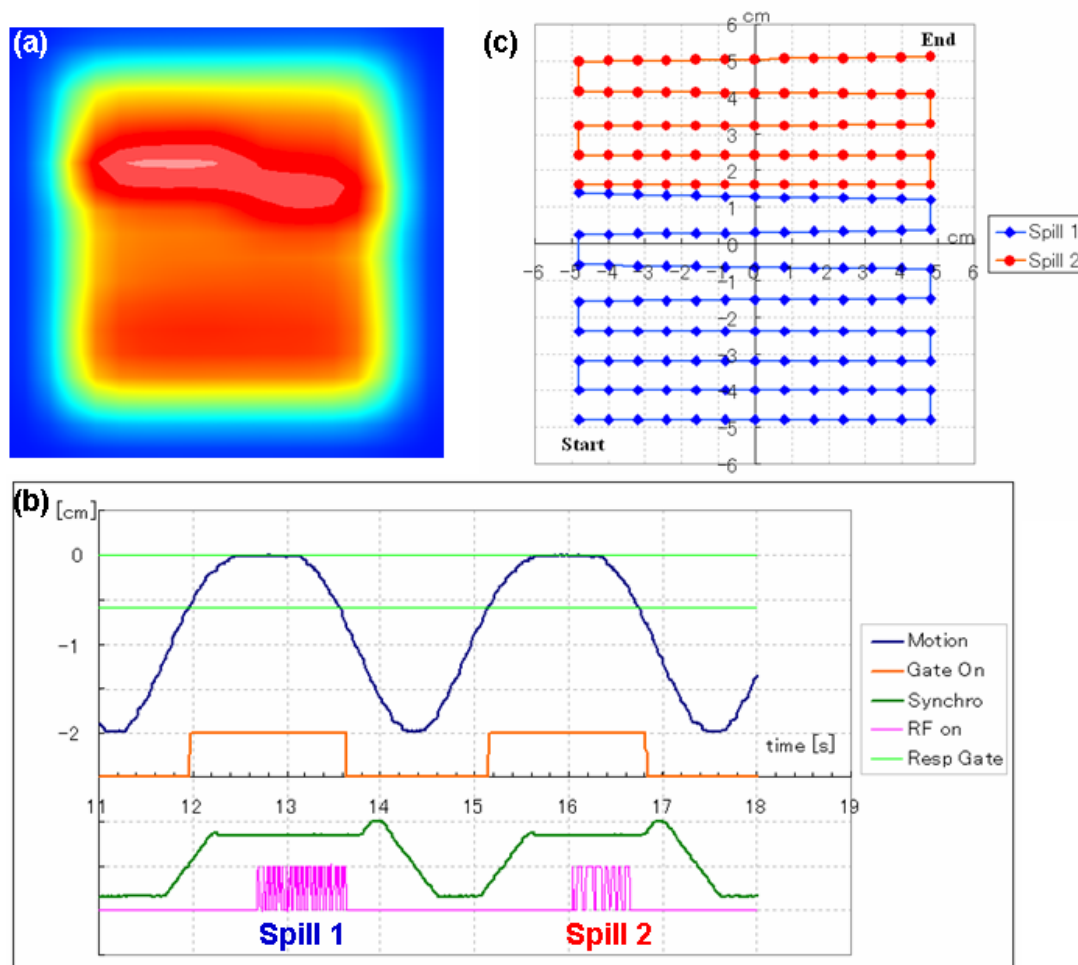 (a)
(c)
cm
End
6
5
4
3
2
1
0
cm
-6 -5 -4 -3 -2 -1 0 1 2 3 4 5 6
-1
-2
-3
-4
-5
-6
Start
Spill 1
Spill 2
(b)
[cm]
0
-1
-2
time [s]
11 12 13 14 15 16 17 18 19
Motion
Gate On
Synchro
RF on
Resp Gate
Spill 1
Spill 2